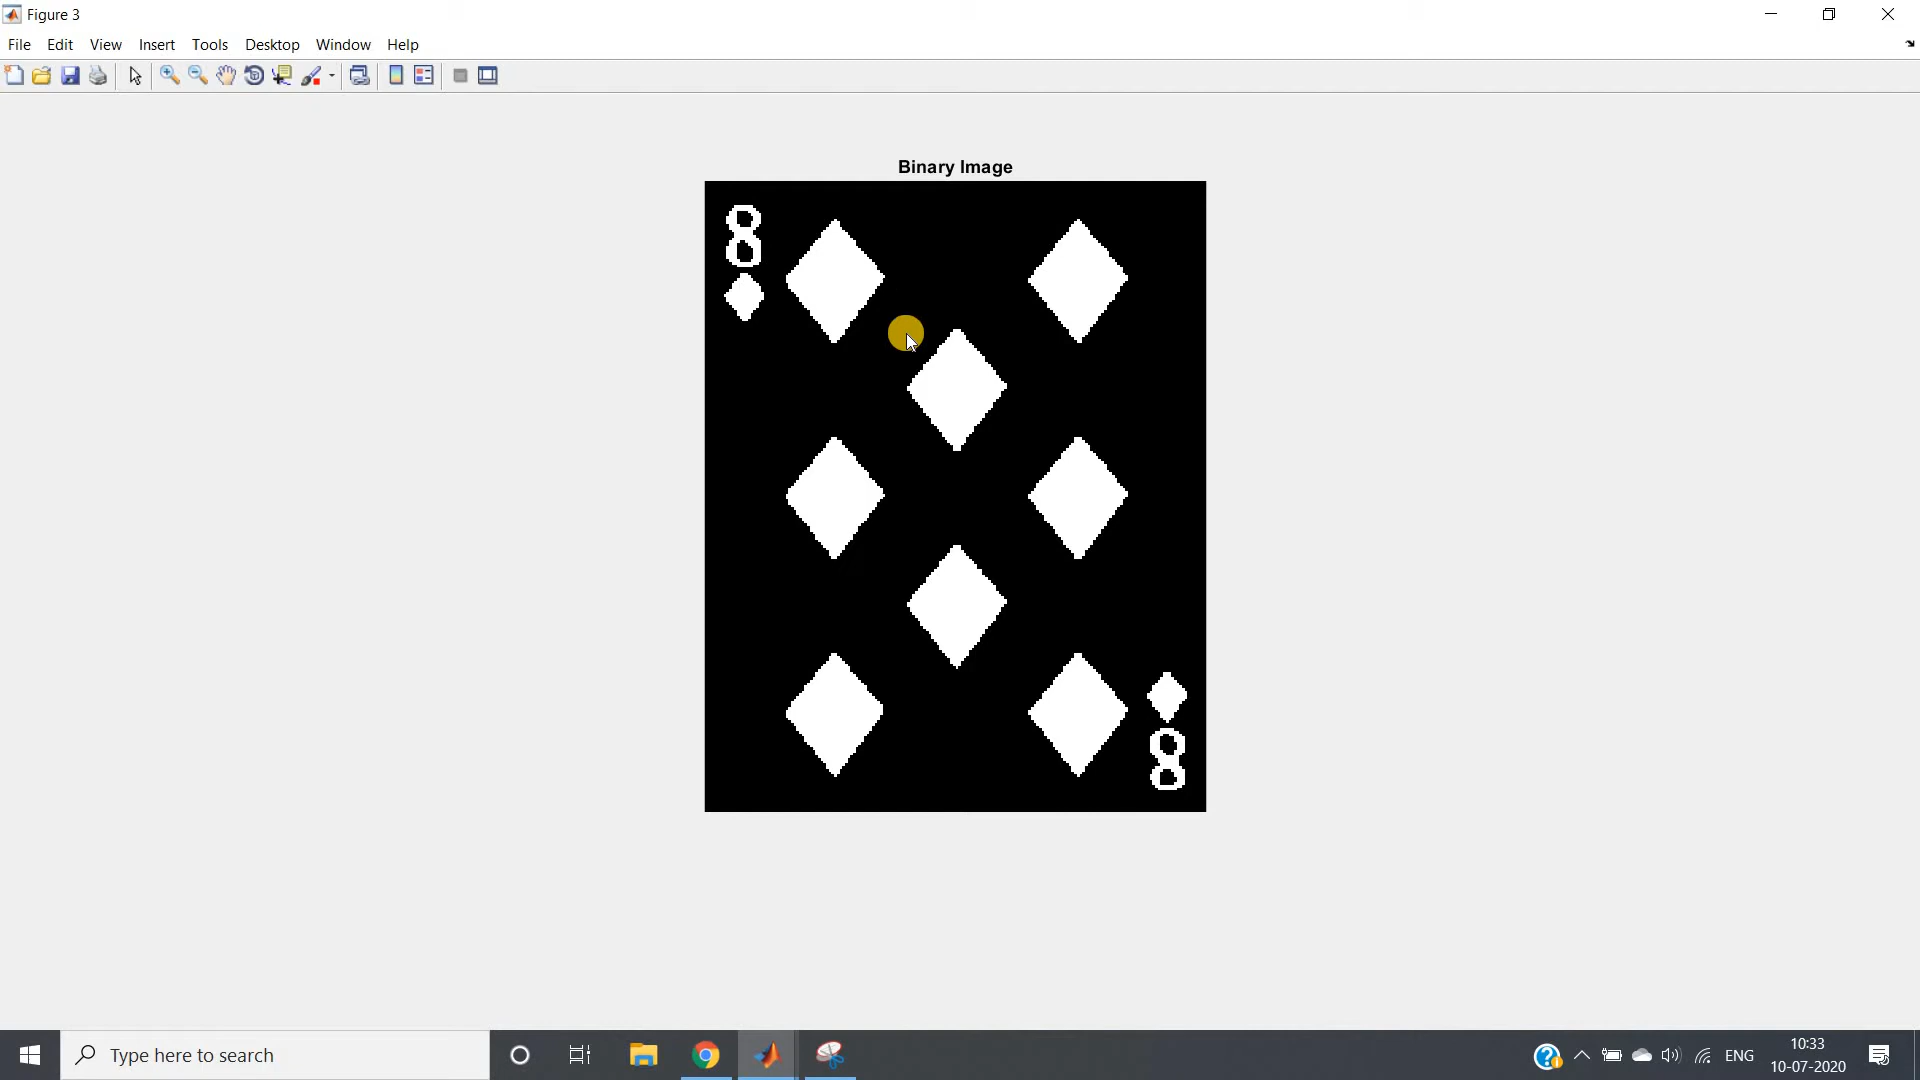 Figure 3
File Edit View Insert Tools Desktop Window Help
Binary Image
8
8
Type here to search
ENG
10:33
10-07-2020